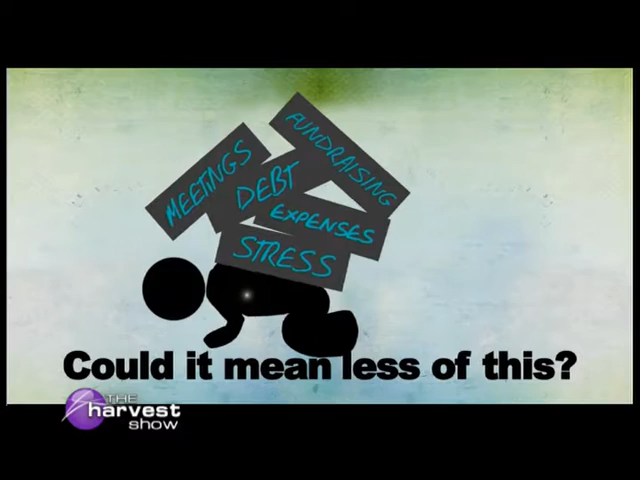 FUNDRAISING
MEETINGS
DEBT
EXPENSES
STRESS
Could it mean less of this?
THE
harvest
show